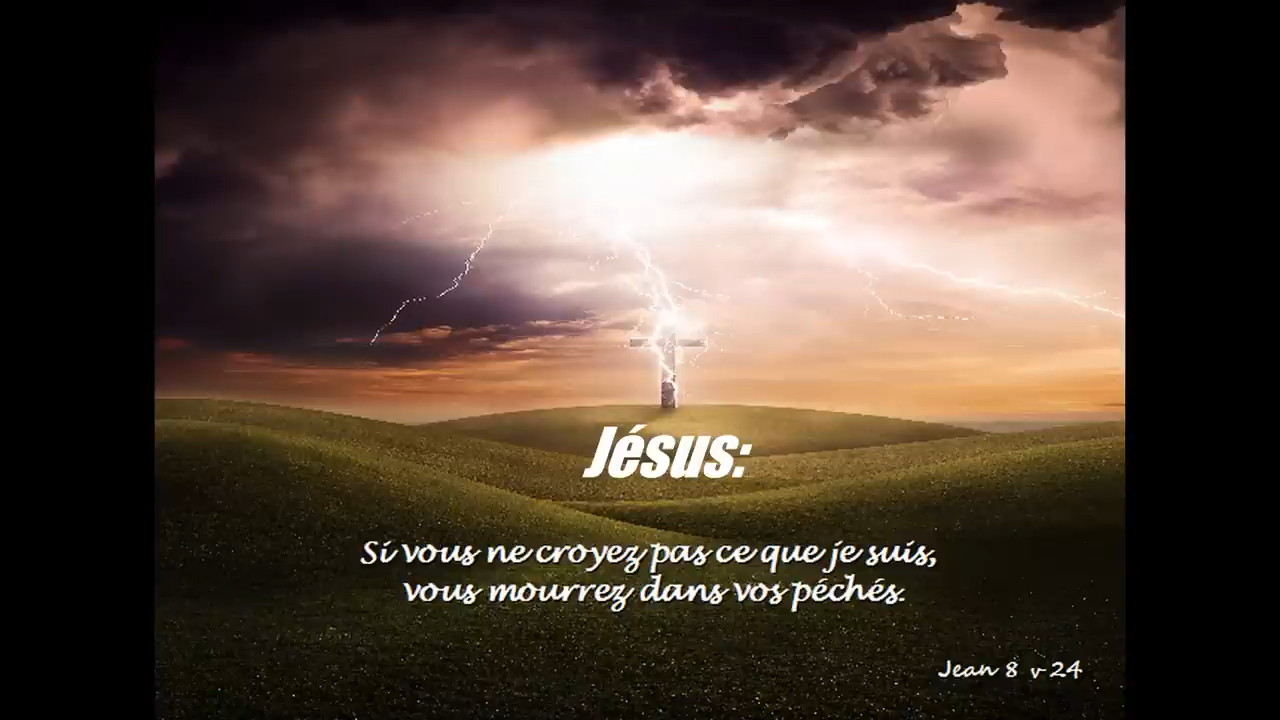 Jésus:
Si vous ne croyez pas ce que je suis,
vous mourrez dans vos péchés.
Jean 8 v 24